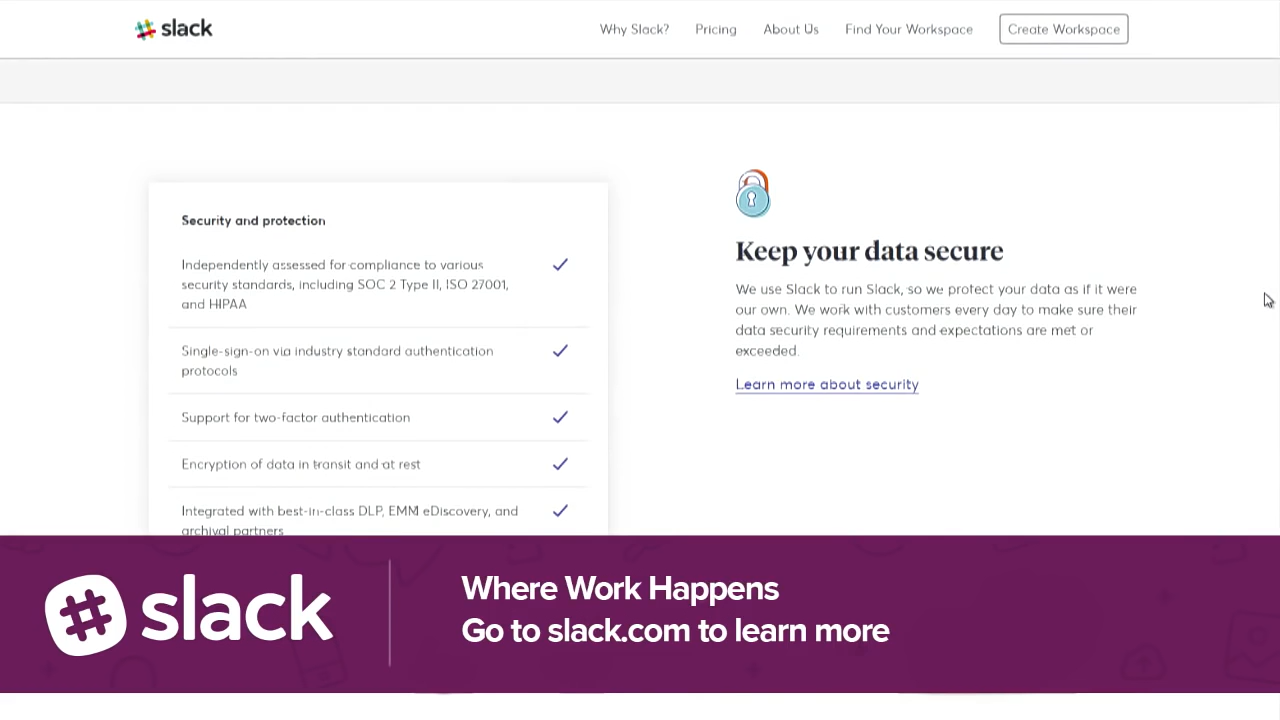 slack
Why Slack?
Pricing
About Us
Find Your Workspace
Create Workspace
Security and protection
Independently assessed for compliance to various
security standards, including SOC 2 Type II, ISO 27001,
and HIPAA
Single-sign-on via industry standard authentication
protocols
Support for two-factor authentication
Encryption of data in transit and at rest
Integrated with best-in-class DLP, EMM eDiscovery, and
archival partners
Keep your data secure
We use Slack to run Slack, so we protect your data as if it were
our own. We work with customers every day to make sure their
data security requirements and expectations are met or
exceeded.
Learn more about security
slack
Where Work Happens
Go to slack.com to learn more